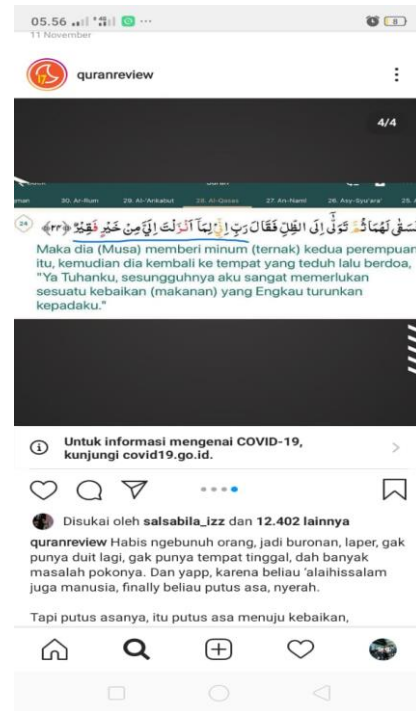 05.56
8
11 November
quranreview
4/4
30. Ar-Rum 29. Al-'Ankabut 28. Al-Qasas 27. An-Naml 26. Asy-Syu'ara' 25.
24
فَسَقٰى لَهُمَا ثُمَّ تَوَلّٰىٓ اِلَى الظِّلِّ فَقَالَ رَبِّ اِنِّيْ لِمَآ اَنْزَلْتَ اِلَيَّ مِنْ خَيْرٍ فَقِيْرٌ ﴿٢٤﴾
Maka dia (Musa) memberi minum (ternak) kedua perempuan
itu, kemudian dia kembali ke tempat yang teduh lalu berdoa,
"Ya Tuhanku, sesungguhnya aku sangat memerlukan
sesuatu kebaikan (makanan) yang Engkau turunkan
kepadaku."
Untuk informasi mengenai COVID-19,
kunjungi covid19.go.id.
Disukai oleh salsabila_izz dan 12.402 lainnya
quranreview Habis ngebunuh orang, jadi buronan, laper, gak
punya duit lagi, gak punya tempat tinggal, dah banyak
masalah pokonya. Dan yapp, karena beliau 'alaihissalam
juga manusia, finally beliau putus asa, nyerah.
Tapi putus asanya, itu putus asa menuju kebaikan,